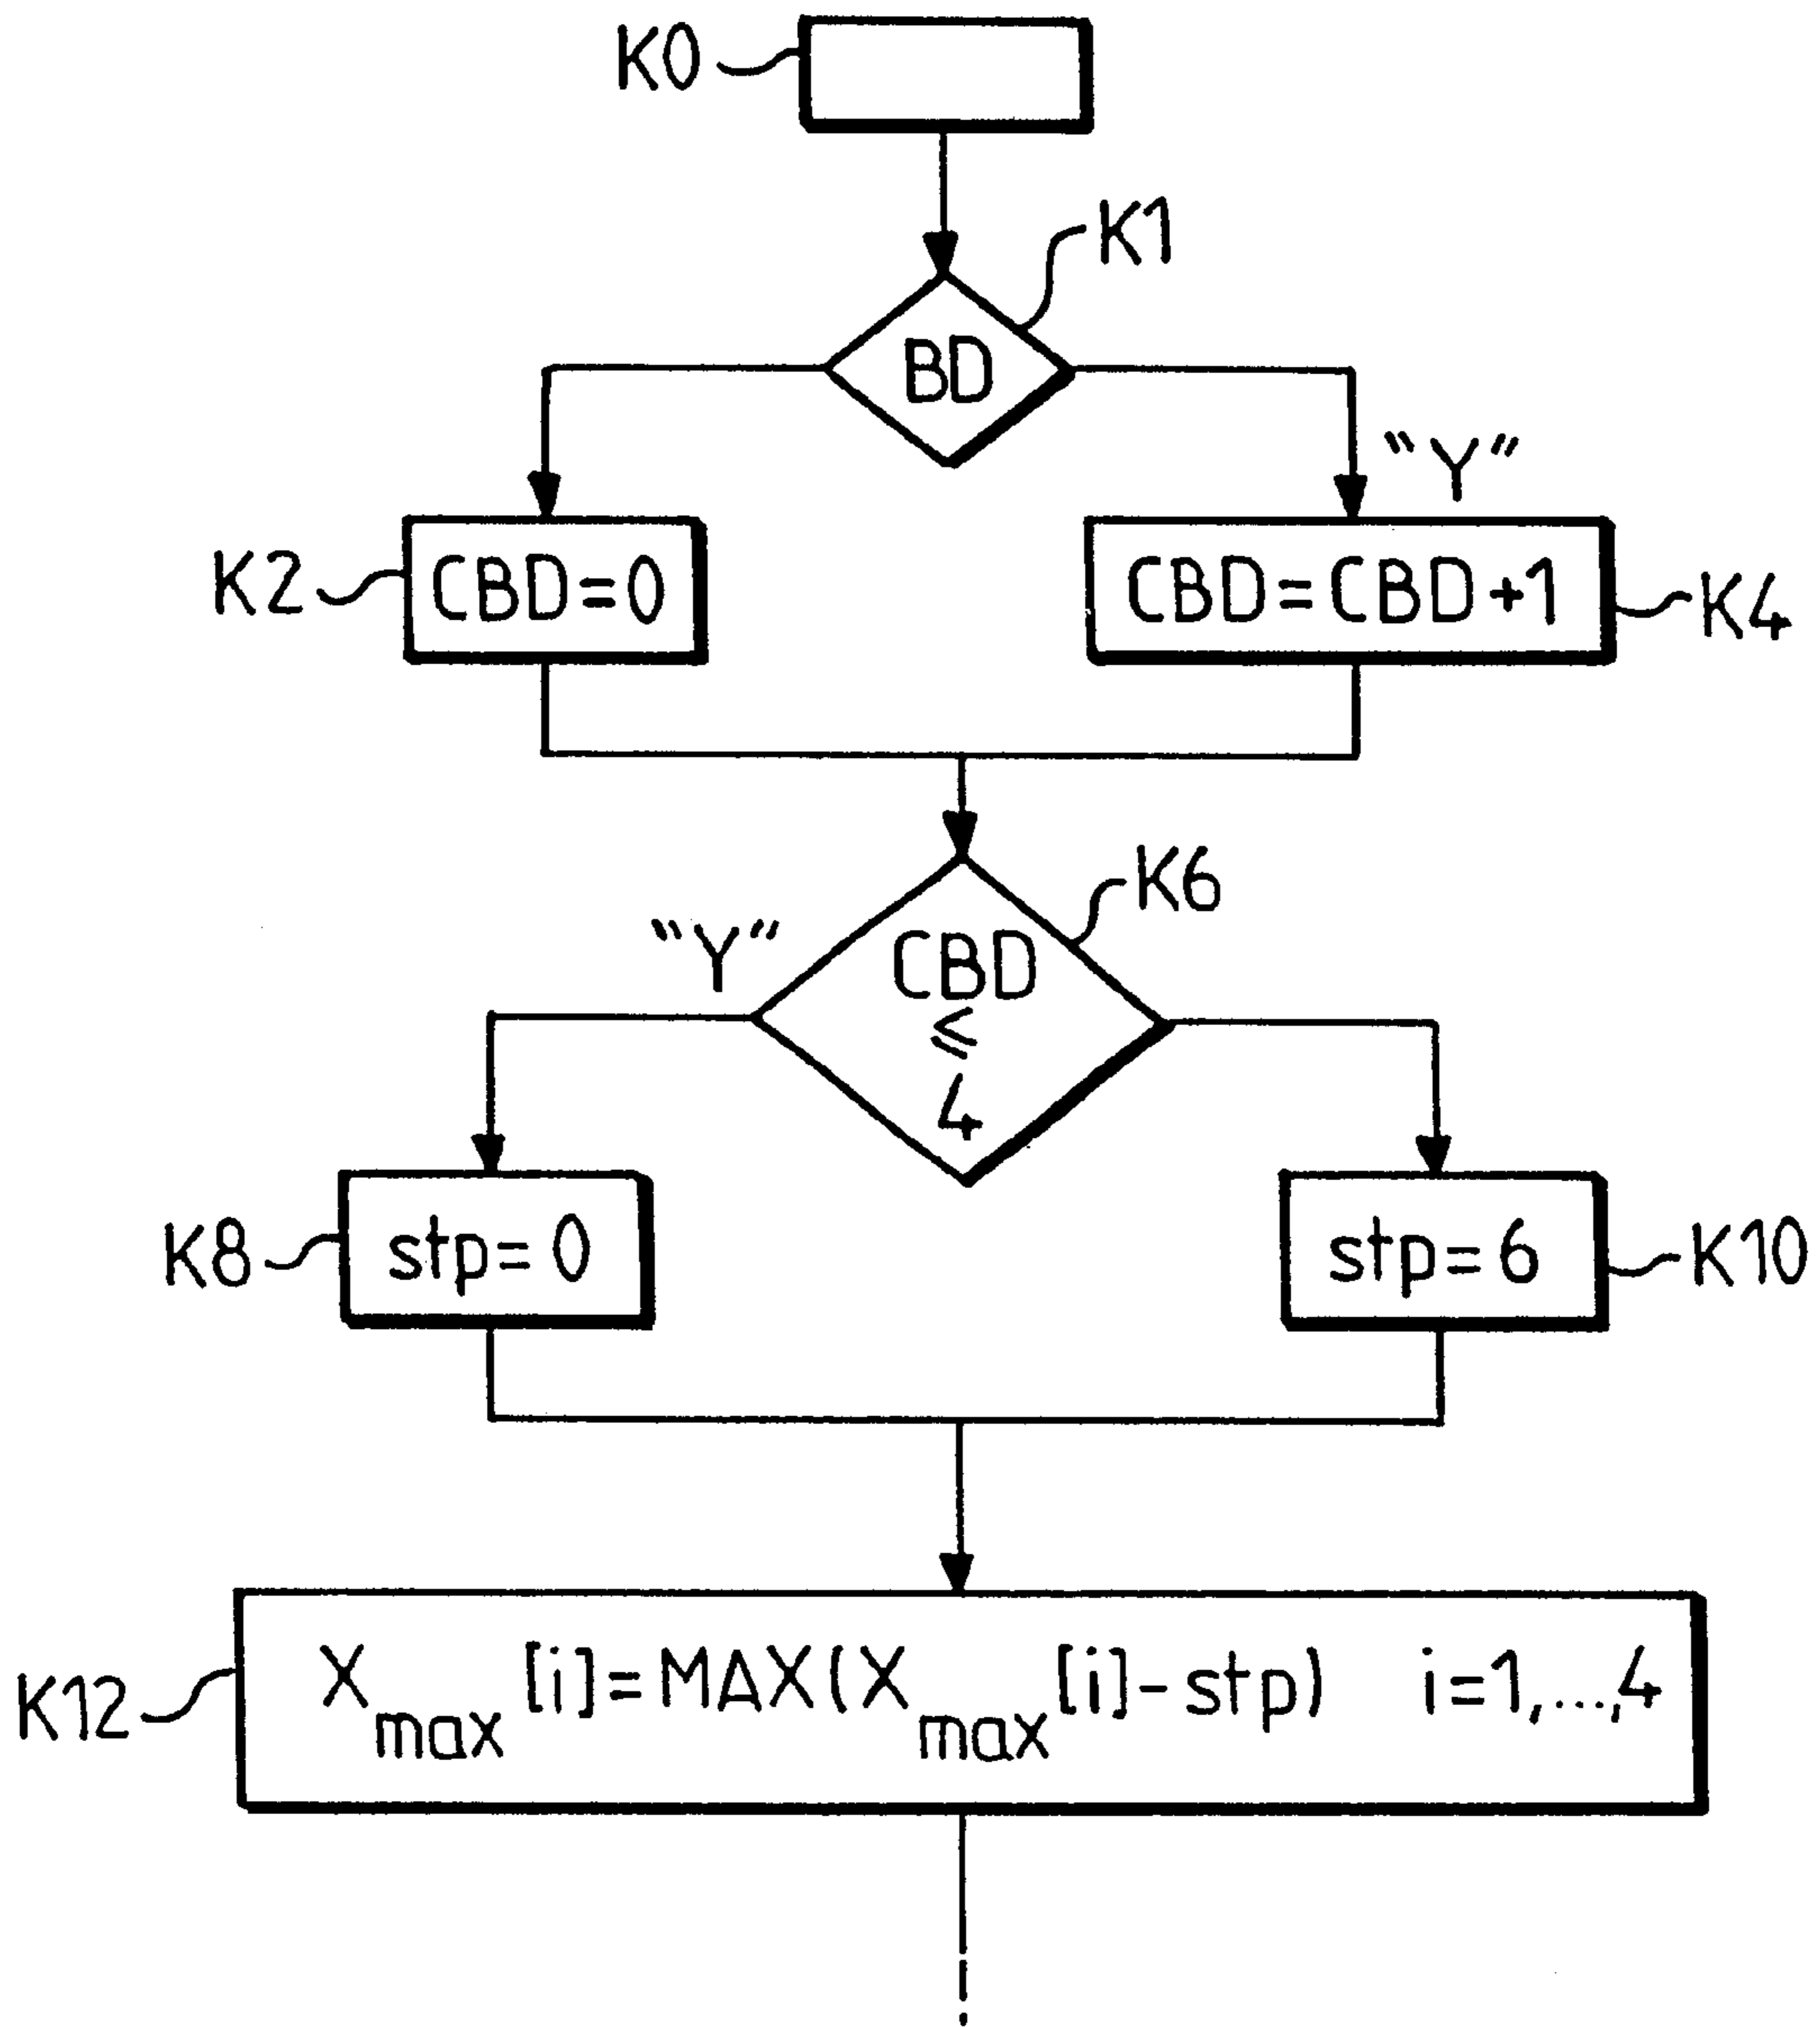 K0
K1
BD
"Y"
K2
CBD=0
CBD=CBD+1
K4
K6
"Y"
CBD
≤
4
K8
stp=0
stp=6
K10
K12
Xmax [i]=MAX(Xmax [i]-stp) i=1,...,4